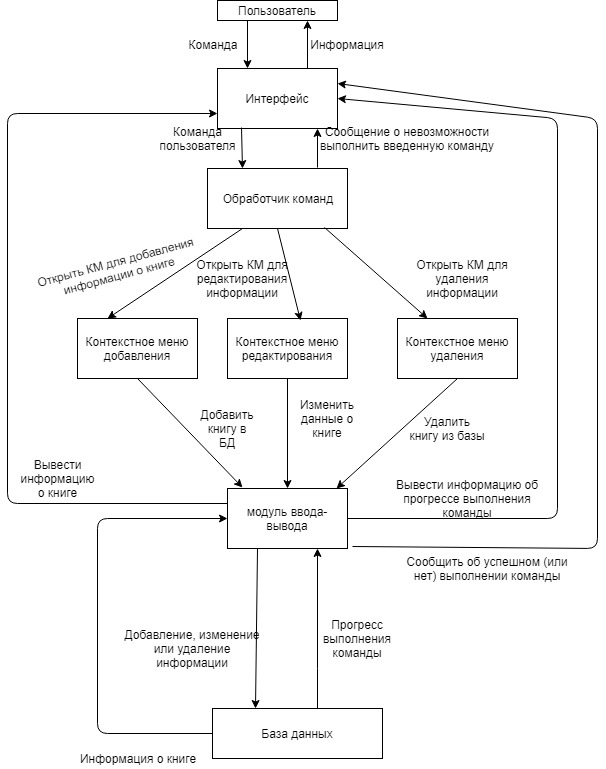 Пользователь
Команда
Информация
Интерфейс
Команда
пользователя
Сообщение о невозможности
выполнить введенную команду
Обработчик команд
Открыть КМ для добавления
информации о книге
Открыть КМ для
редактирования
информации
Открыть КМ для
удаления
информации
Контекстное меню
добавления
Контекстное меню
редактирования
Контекстное меню
удаления
Добавить
книгу в
БД
Изменить
данные о
книге
Удалить
книгу из базы
Вывести
информацию
о книге
Вывести информацию об
прогрессе выполнения
команды
модуль ввода-
вывода
Сообщить об успешном (или
нет) выполнении команды
Добавление, изменение
или удаление
информации
Прогресс
выполнения
команды
База данных
Информация о книге